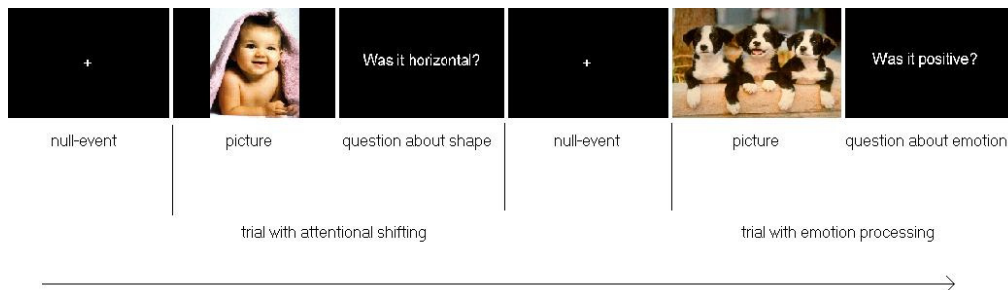 +
Was it horizontal?
+
Was it positive?
null-event
picture
question about shape
null-event
picture
question about emotion
trial with attentional shifting
trial with emotion processing